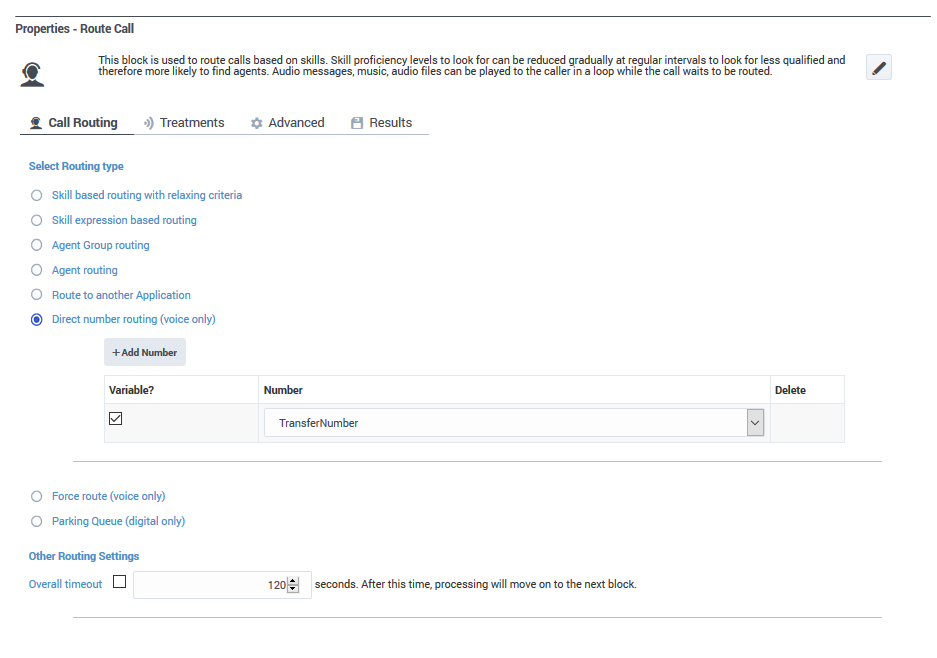 Properties - Route Call
This block is used to route calls based on skills. Skill proficiency levels to look for can be reduced gradually at regular intervals to look for less qualified and
therefore more likely to find agents. Audio messages, music, audio files can be played to the caller in a loop while the call waits to be routed.
Call Routing Treatments Advanced Results
Select Routing type
Skill based routing with relaxing criteria
Skill expression based routing
Agent Group routing
Agent routing
Route to another Application
Direct number routing (voice only)
+Add Number
Variable? Number Delete
TransferNumber
Force route (voice only)
Parking Queue (digital only)
Other Routing Settings
Overall timeout 120 seconds. After this time, processing will move on to the next block.